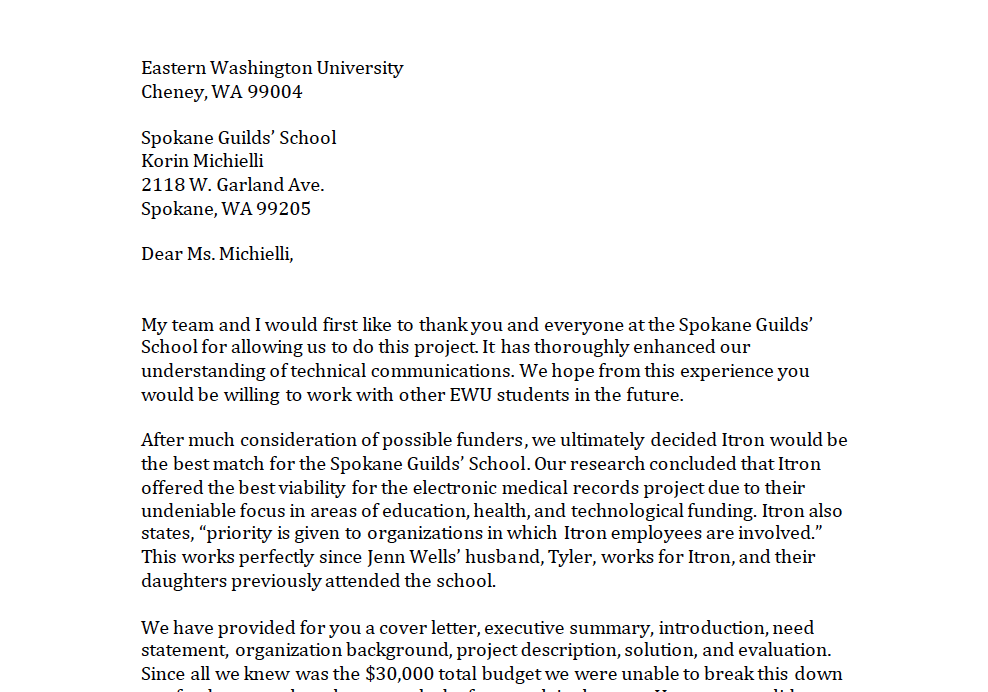 Eastern Washington University
Cheney, WA 99004
Spokane Guilds’ School
Korin Michielli
2118 W. Garland Ave.
Spokane, WA 99205
Dear Ms. Michielli,
My team and I would first like to thank you and everyone at the Spokane Guilds’
School for allowing us to do this project. It has thoroughly enhanced our
understanding of technical communications. We hope from this experience you
would be willing to work with other EWU students in the future.
After much consideration of possible funders, we ultimately decided Itron would be
the best match for the Spokane Guilds’ School. Our research concluded that Itron
offered the best viability for the electronic medical records project due to their
undeniable focus in areas of education, health, and technological funding. Itron also
states, “priority is given to organizations in which Itron employees are involved.”
This works perfectly since Jenn Wells’ husband, Tyler, works for Itron, and their
daughters previously attended the school.
We have provided for you a cover letter, executive summary, introduction, need
statement, organization background, project description, solution, and evaluation.
Since all we knew was the $30,000 total budget we were unable to break this down